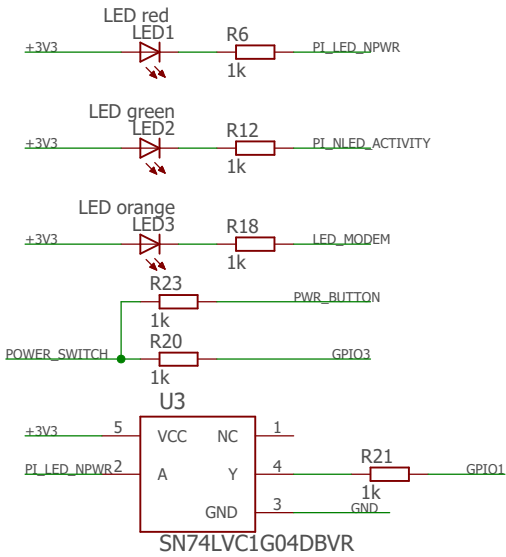 LED red
LED1
+3V3
R6
1k
PI_LED_NPWR
LED green
LED2
+3V3
R12
1k
PI_NLED_ACTIVITY
LED orange
LED3
+3V3
R18
1k
LED_MODEM
R23
1k
PWR_BUTTON
POWER_SWITCH
R20
1k
GPIO3
U3
+3V3
5
VCC
NC
1
PI_LED_NPWR
2
A
Y
4
R21
1k
GPIO1
GND
3
GND
SN74LVC1G04DBVR